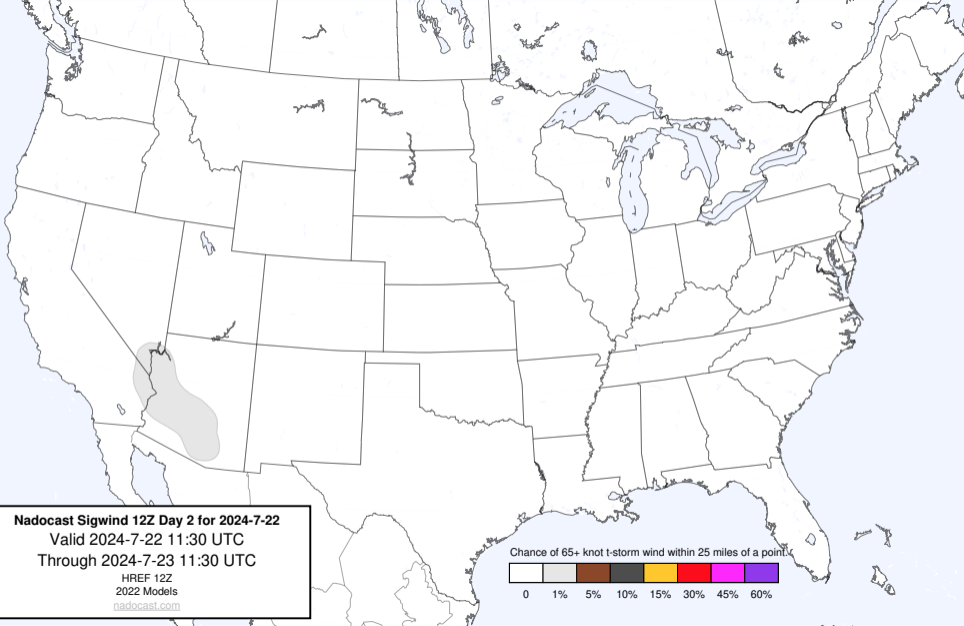 Nadocast Sigwind 12Z Day 2 for 2024-7-22
Valid 2024-7-22 11:30 UTC
Through 2024-7-23 11:30 UTC
HREF 12Z
2022 Models
nadocast.com
Chance of 65+ knot t-storm wind within 25 miles of a point.
0 1% 5% 10% 15% 30% 45% 60%